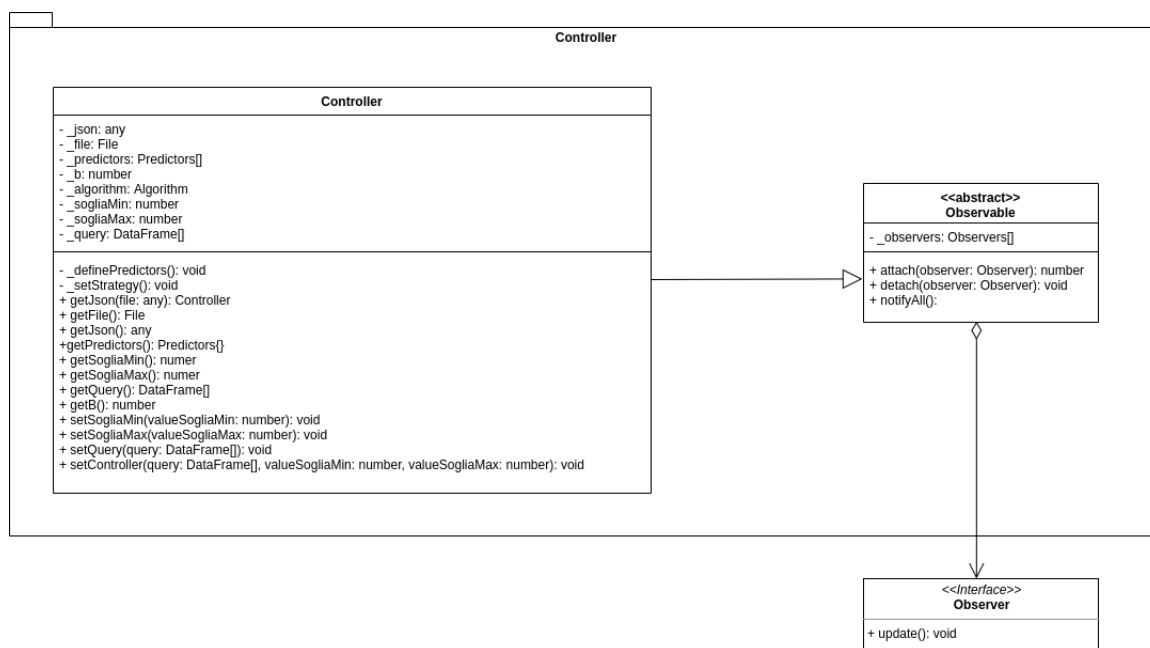 Controller
Controller
- _json: any
- _file: File
- _predictors: Predictors[]
- _b: number
- _algorithm: Algorithm
- _sogliaMin: number
- _sogliaMax: number
- _query: DataFrame[]
- _definePredictors(): void
- _setStrategy(): void
+ getJson(file: any): Controller
+ getFile(): File
+ getJson(): any
+getPredictors(): Predictors{}
+ getSogliaMin(): numer
+ getSogliaMax(): numer
+ getQuery(): DataFrame[]
+ getB(): number
+ setSogliaMin(valueSogliaMin: number): void
+ setSogliaMax(valueSogliaMax: number): void
+ setQuery(query: DataFrame[]): void
+ setController(query: DataFrame[], valueSogliaMin: number, valueSogliaMax: number): void
<<abstract>>
Observable
- _observers: Observers[]
+ attach(observer: Observer): number
+ detach(observer: Observer): void
+ notifyAll():
<<Interface>>
Observer
+ update(): void